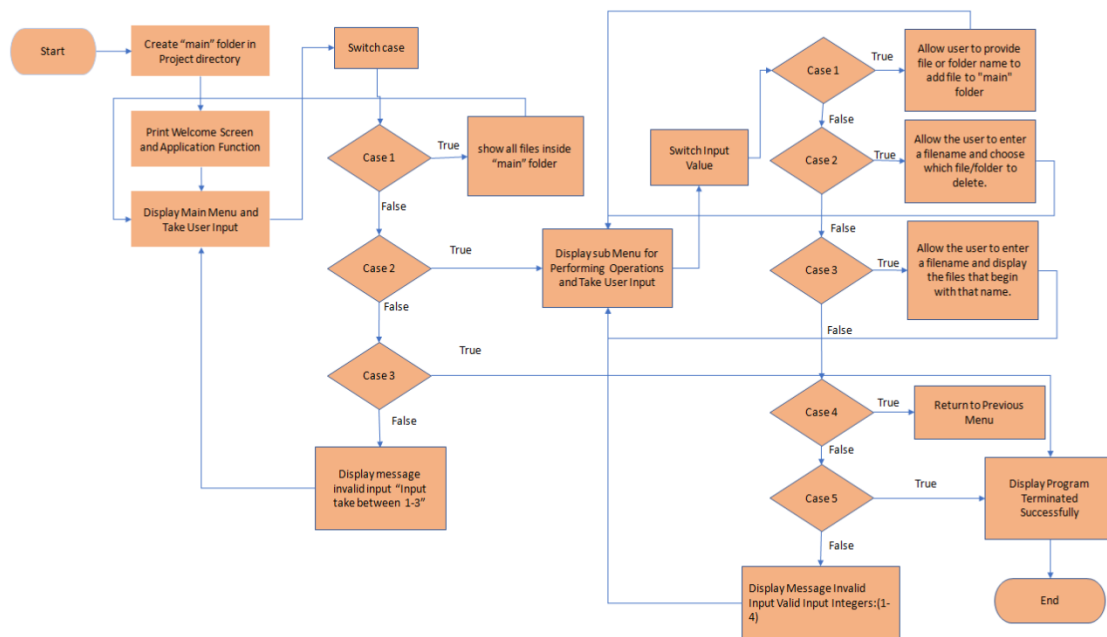 Start
Create “main” folder in
Project directory
Print Welcome Screen
and Application Function
Display Main Menu and
Take User Input
Switch case
Case 1
True
show all files inside
“main” folder
False
Case 2
True
False
Case 3
True
False
Display message
invalid input “Input
take between 1-3”
Display sub Menu for
Performing Operations
and Take User Input
Switch Input
Value
Case 1
True
Allow user to provide
file or folder name to
add file to "main"
folder
False
Case 2
True
Allow the user to enter
a filename and choose
which file/folder to
delete.
False
Case 3
True
Allow the user to enter
a filename and display
the files that begin
with that name.
False
Case 4
True
Return to Previous
Menu
False
Case 5
True
Display Program
Terminated
Successfully
False
Display Message Invalid
Input Valid Input Integers:(1-
4)
End